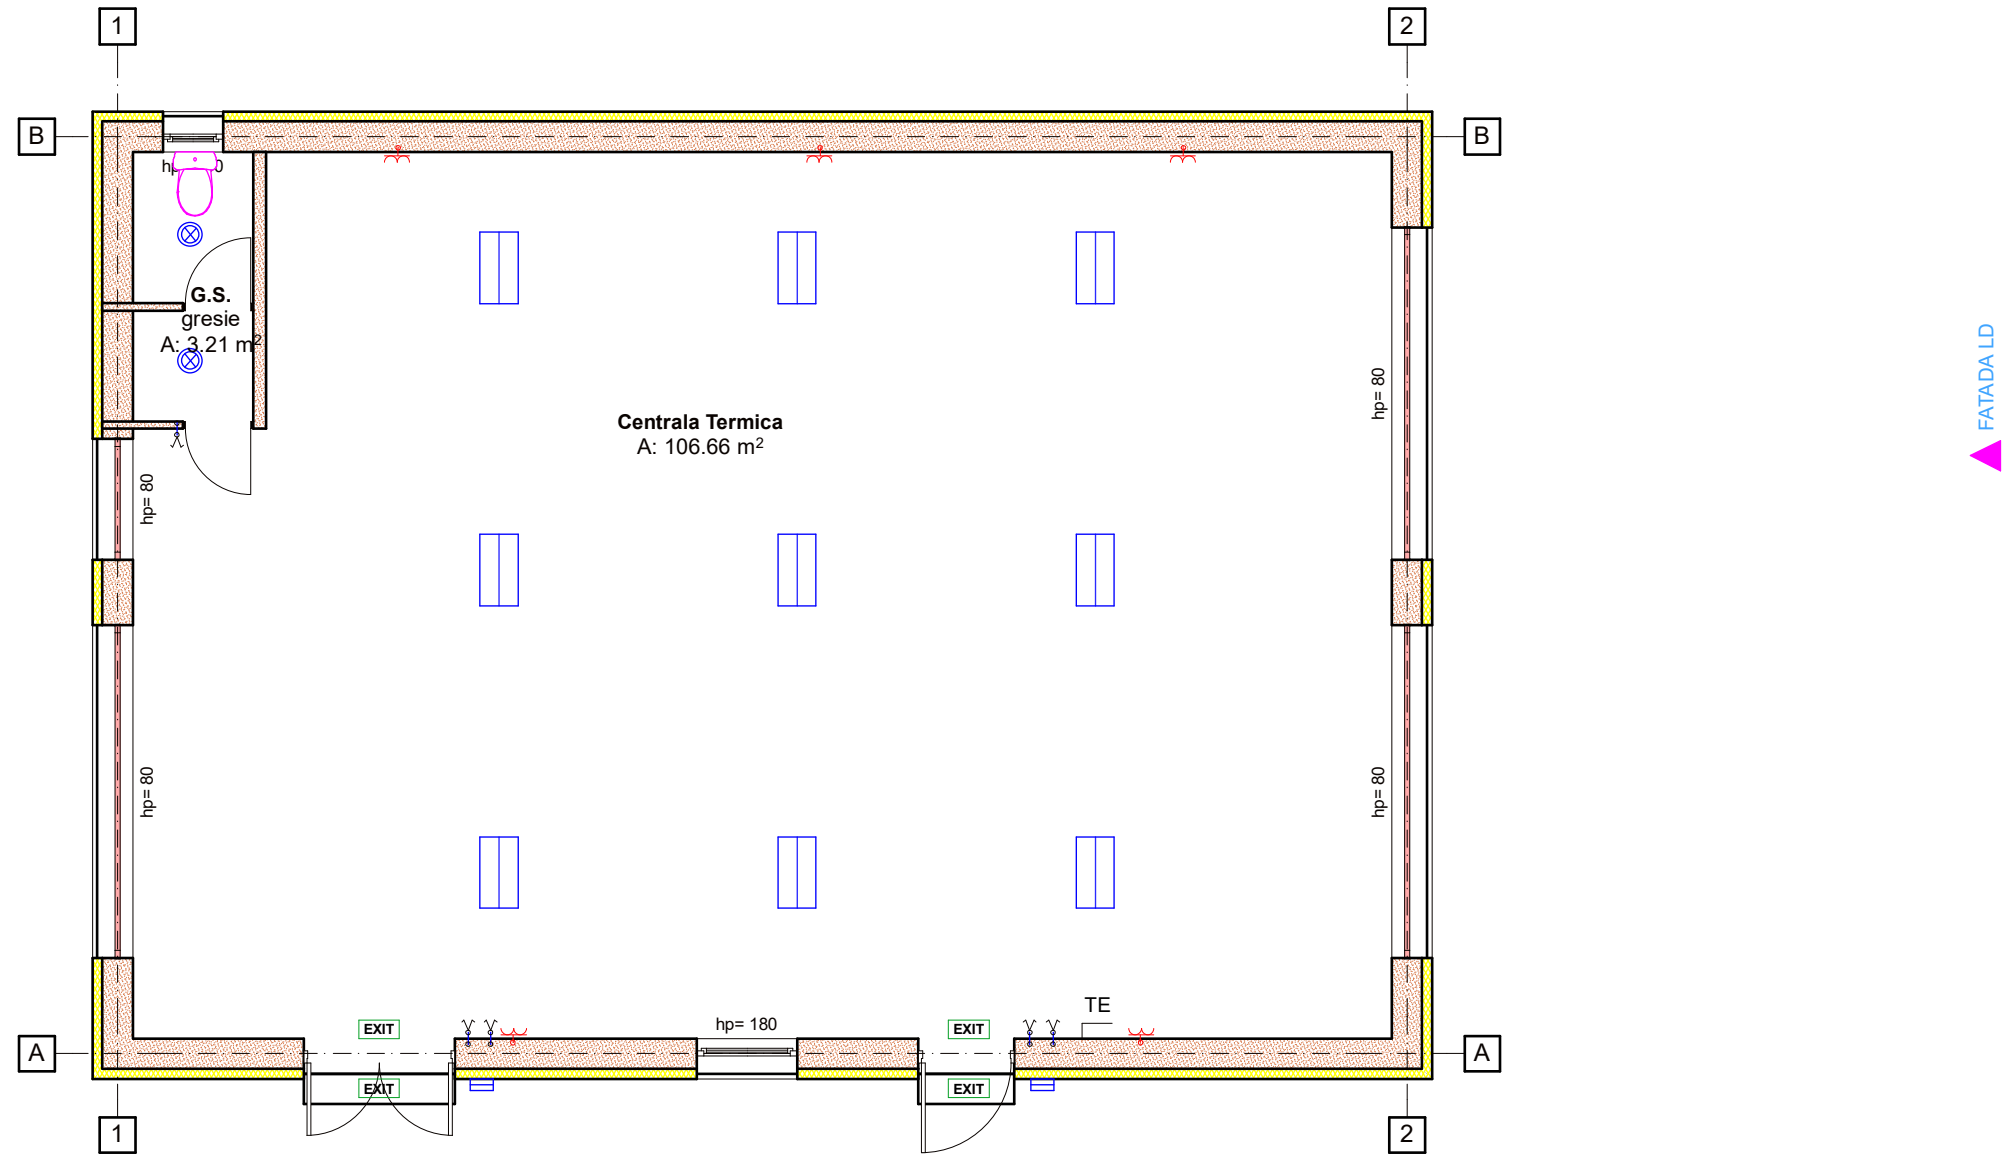 1
2
B
B
G.S.
gresie
A: 3.21 m²
Centrala Termica
A: 106.66 m²
hp= 80
hp= 80
hp= 80
hp= 80
FATADA LD
TE
hp= 180
EXIT
EXIT
A
A
EXIT
EXIT
1
2